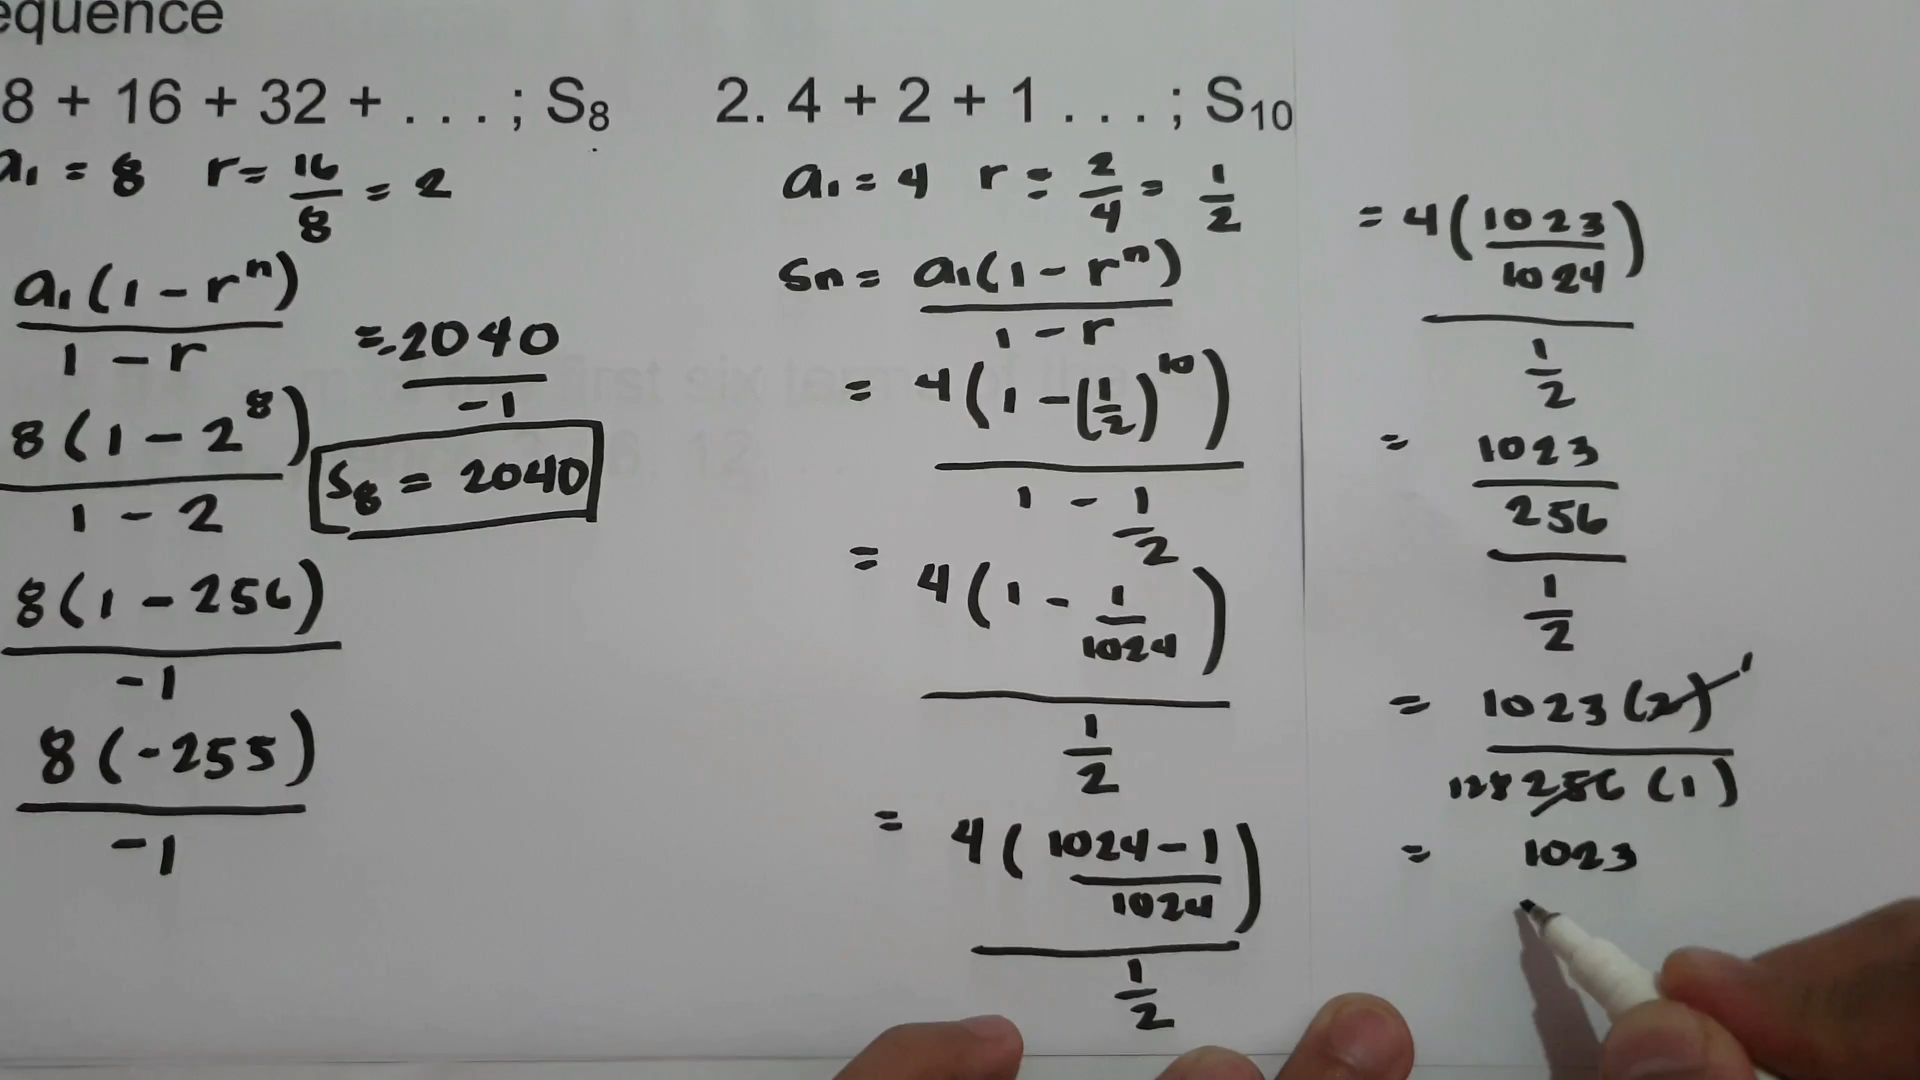 equence
8 + 16 + 32 + . . . ; S₈
a₁ = 8 r = 16/8 = 2
a₁(1 - rⁿ)
1 - r
8(1 - 2⁸)
1 - 2
8(1 - 256)
-1
8(-255)
-1
= -2040
-1
S₈ = 2040
2. 4 + 2 + 1 . . . ; S₁₀
a₁ = 4 r = 2/4 = 1/2
Sn = a₁(1 - rⁿ)
1 - r
= 4(1 - (1/2)¹⁰)
1 - 1/2
= 4(1 - 1/1024)
1/2
= 4(1024 - 1/1024)
1/2
= 4(1023/1024)
1/2
= 1023
256
1/2
= 1023(2) 1
128 256(1)
= 1023